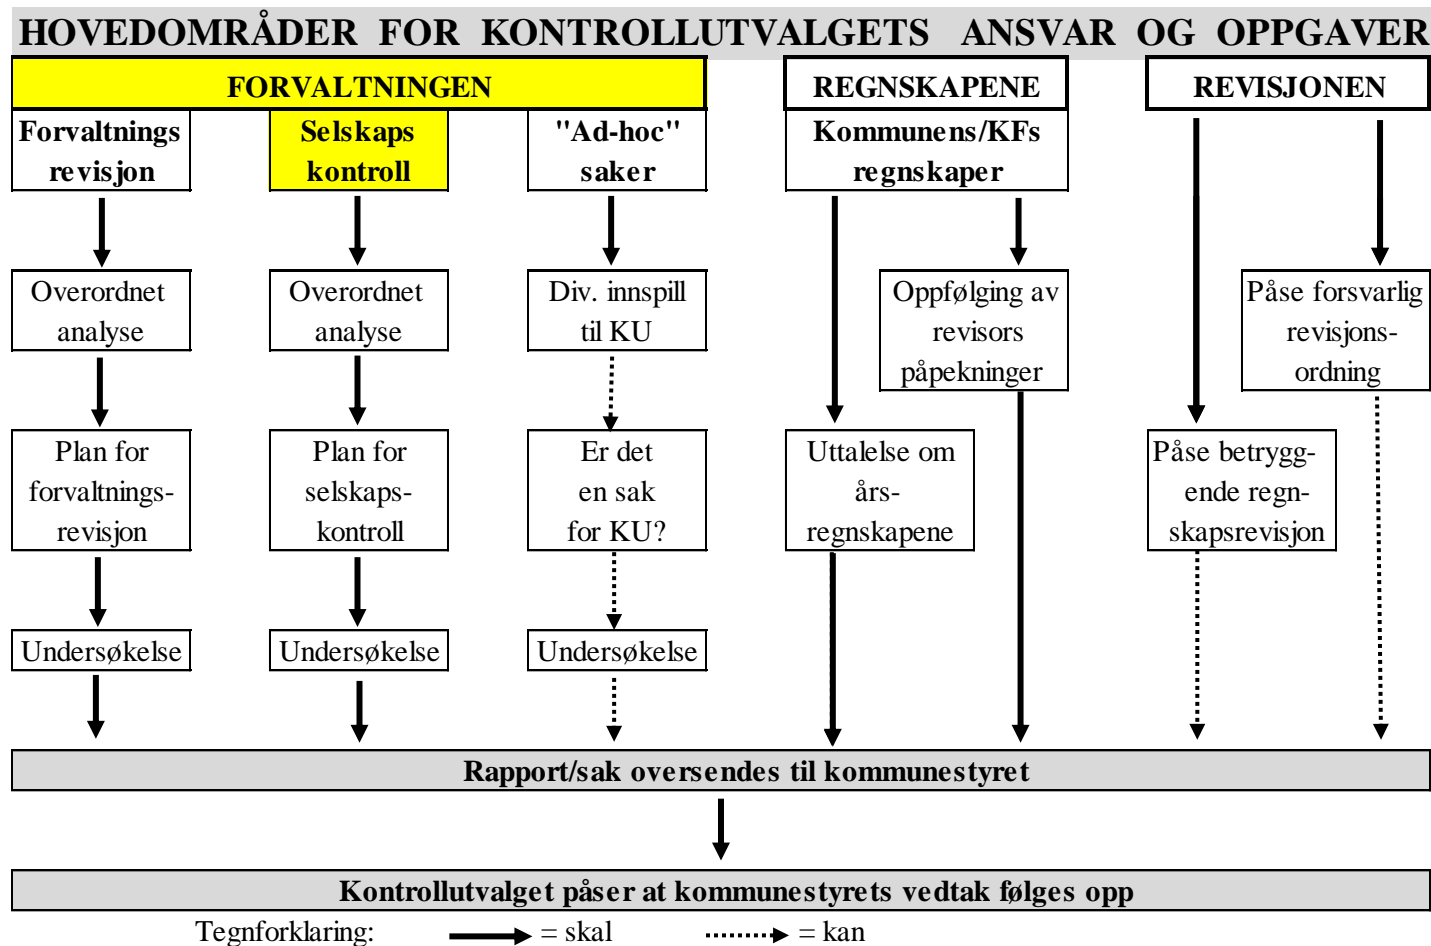 HOVEDOMRÅDER FOR KONTROLLUTVALGETS ANSVAR OG OPPGAVER
FORVALTNINGEN
REGNSKAPENE
REVISJONEN
Forvaltnings
revisjon
Selskaps
kontroll
"Ad-hoc"
saker
Kommunens/KFs
regnskaper
Overordnet
analyse
Overordnet
analyse
Div. innspill
til KU
Oppfølging av
revisors
påpekninger
Påse forsvarlig
revisjons-
ordning
Plan for
forvaltnings-
revisjon
Plan for
selskaps-
kontroll
Er det
en sak
for KU?
Uttalelse om
års-
regnskapene
Påse betrygg-
ende regn-
skapsrevisjon
Undersøkelse
Undersøkelse
Undersøkelse
Rapport/sak oversendes til kommunestyret
Kontrollutvalget påser at kommunestyrets vedtak følges opp
Tegnforklaring: = skal = kan